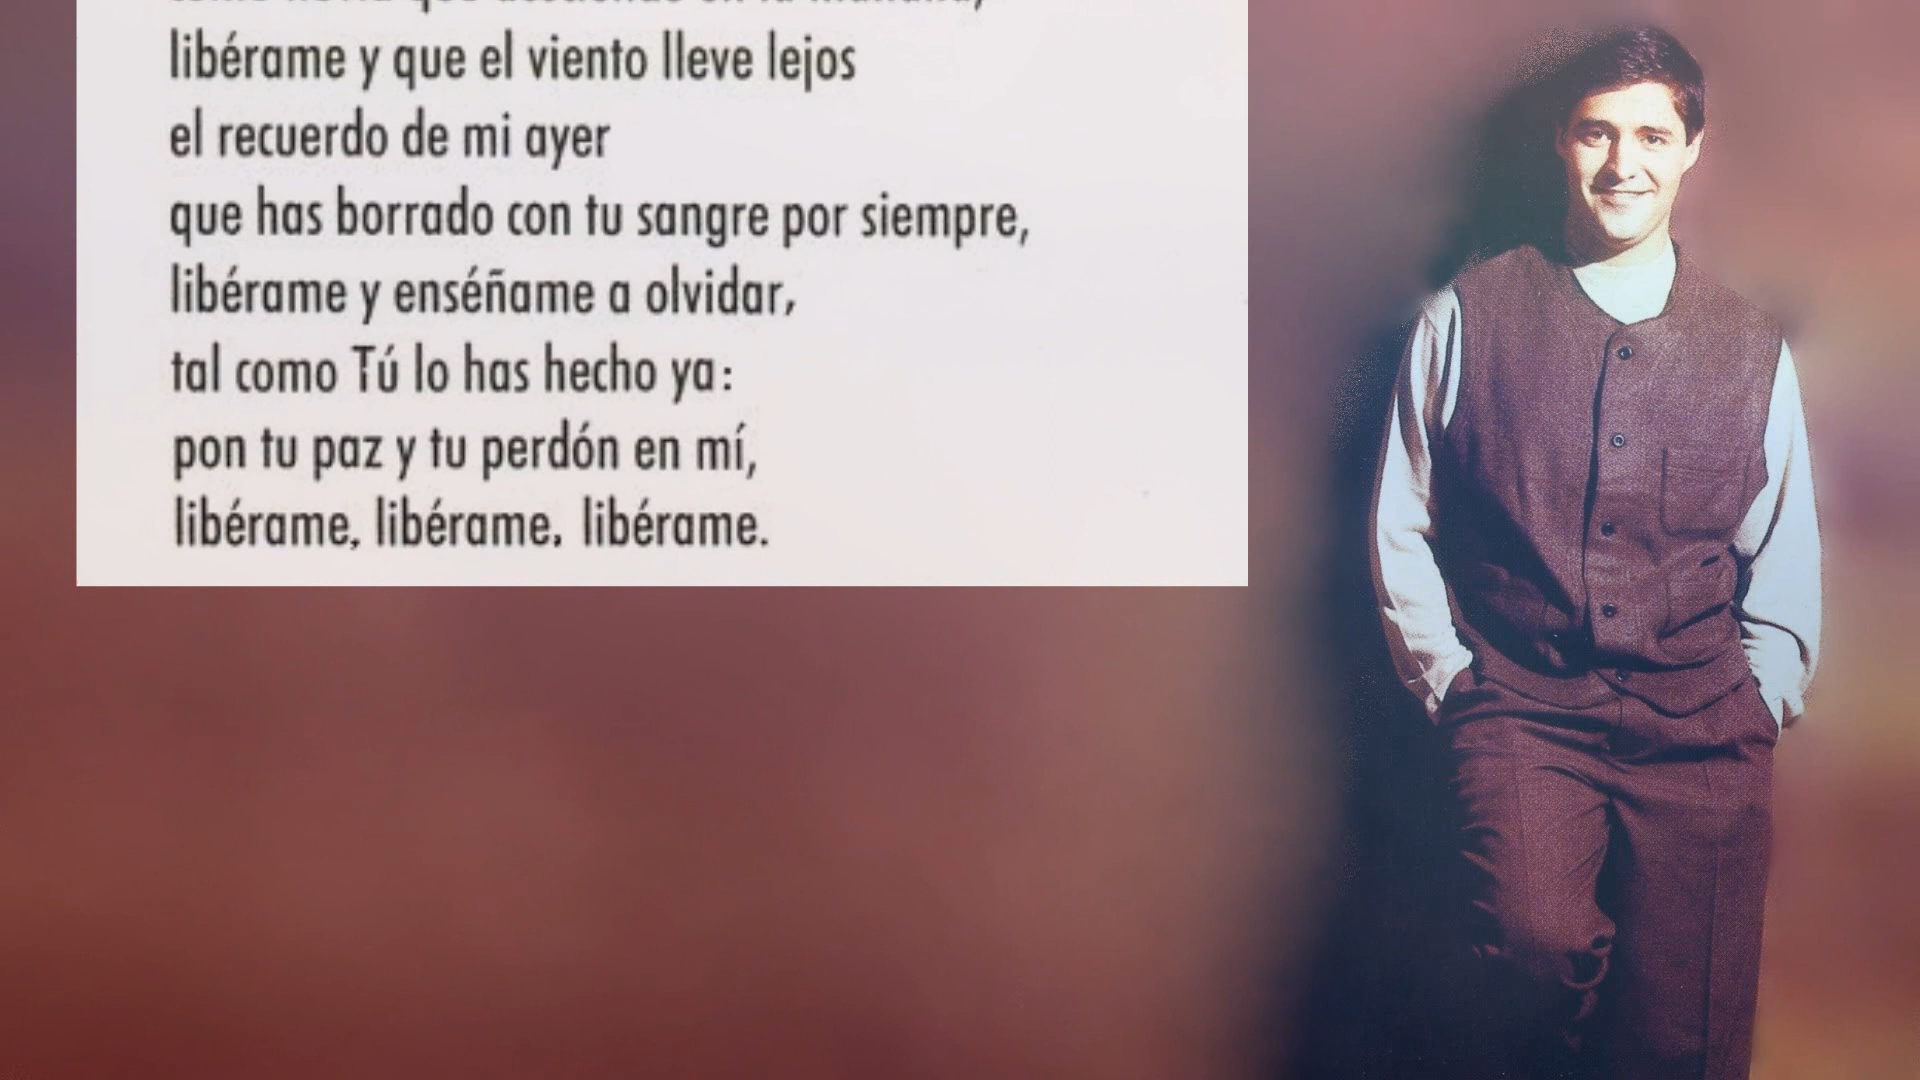 libérame y que el viento lleve lejos
el recuerdo de mi ayer
que has borrado con tu sangre por siempre,
libérame y enséñame a olvidar,
tal como Tú lo has hecho ya:
pon tu paz y tu perdón en mí,
libérame, libérame. libérame.